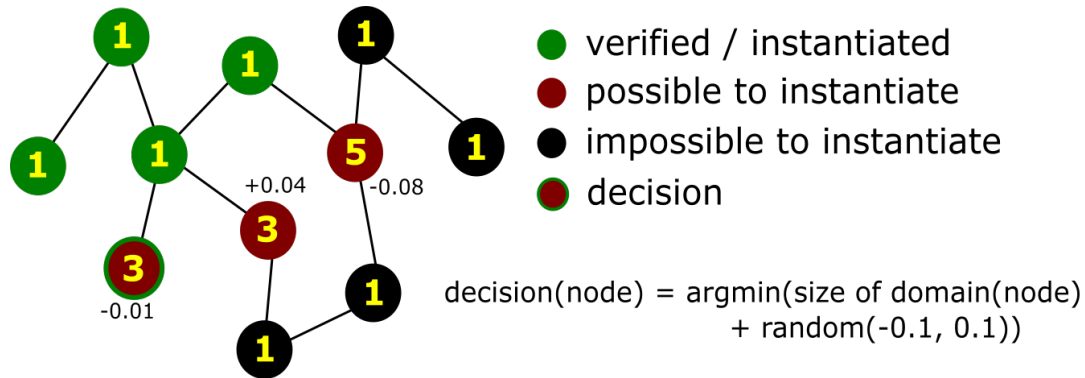 1
1
1
verified / instantiated
possible to instantiate
5
1
impossible to instantiate
1
1
+0.04
-0.08
decision
3
3
-0.01
1
decision(node) = argmin(size of domain(node)
+ random(-0.1, 0.1))
1